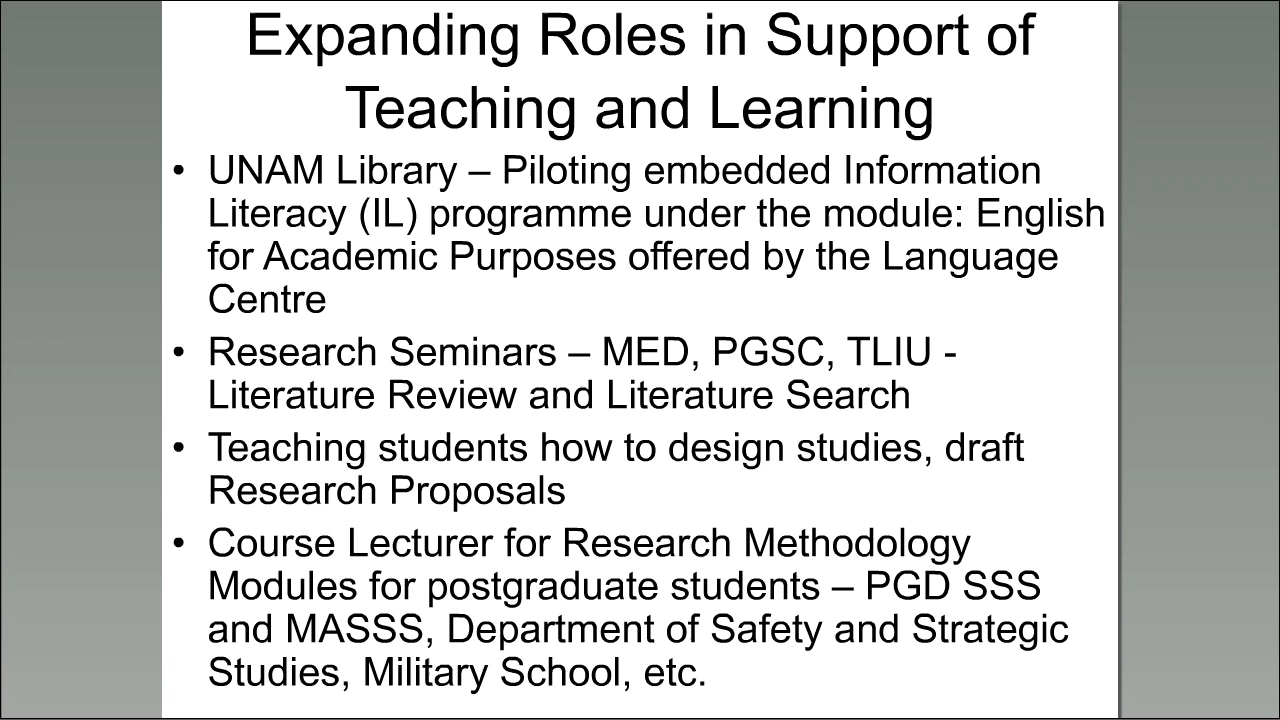 Expanding Roles in Support of
Teaching and Learning
• UNAM Library – Piloting embedded Information
Literacy (IL) programme under the module: English
for Academic Purposes offered by the Language
Centre
• Research Seminars – MED, PGSC, TLIU -
Literature Review and Literature Search
• Teaching students how to design studies, draft
Research Proposals
• Course Lecturer for Research Methodology
Modules for postgraduate students – PGD SSS
and MASSS, Department of Safety and Strategic
Studies, Military School, etc.